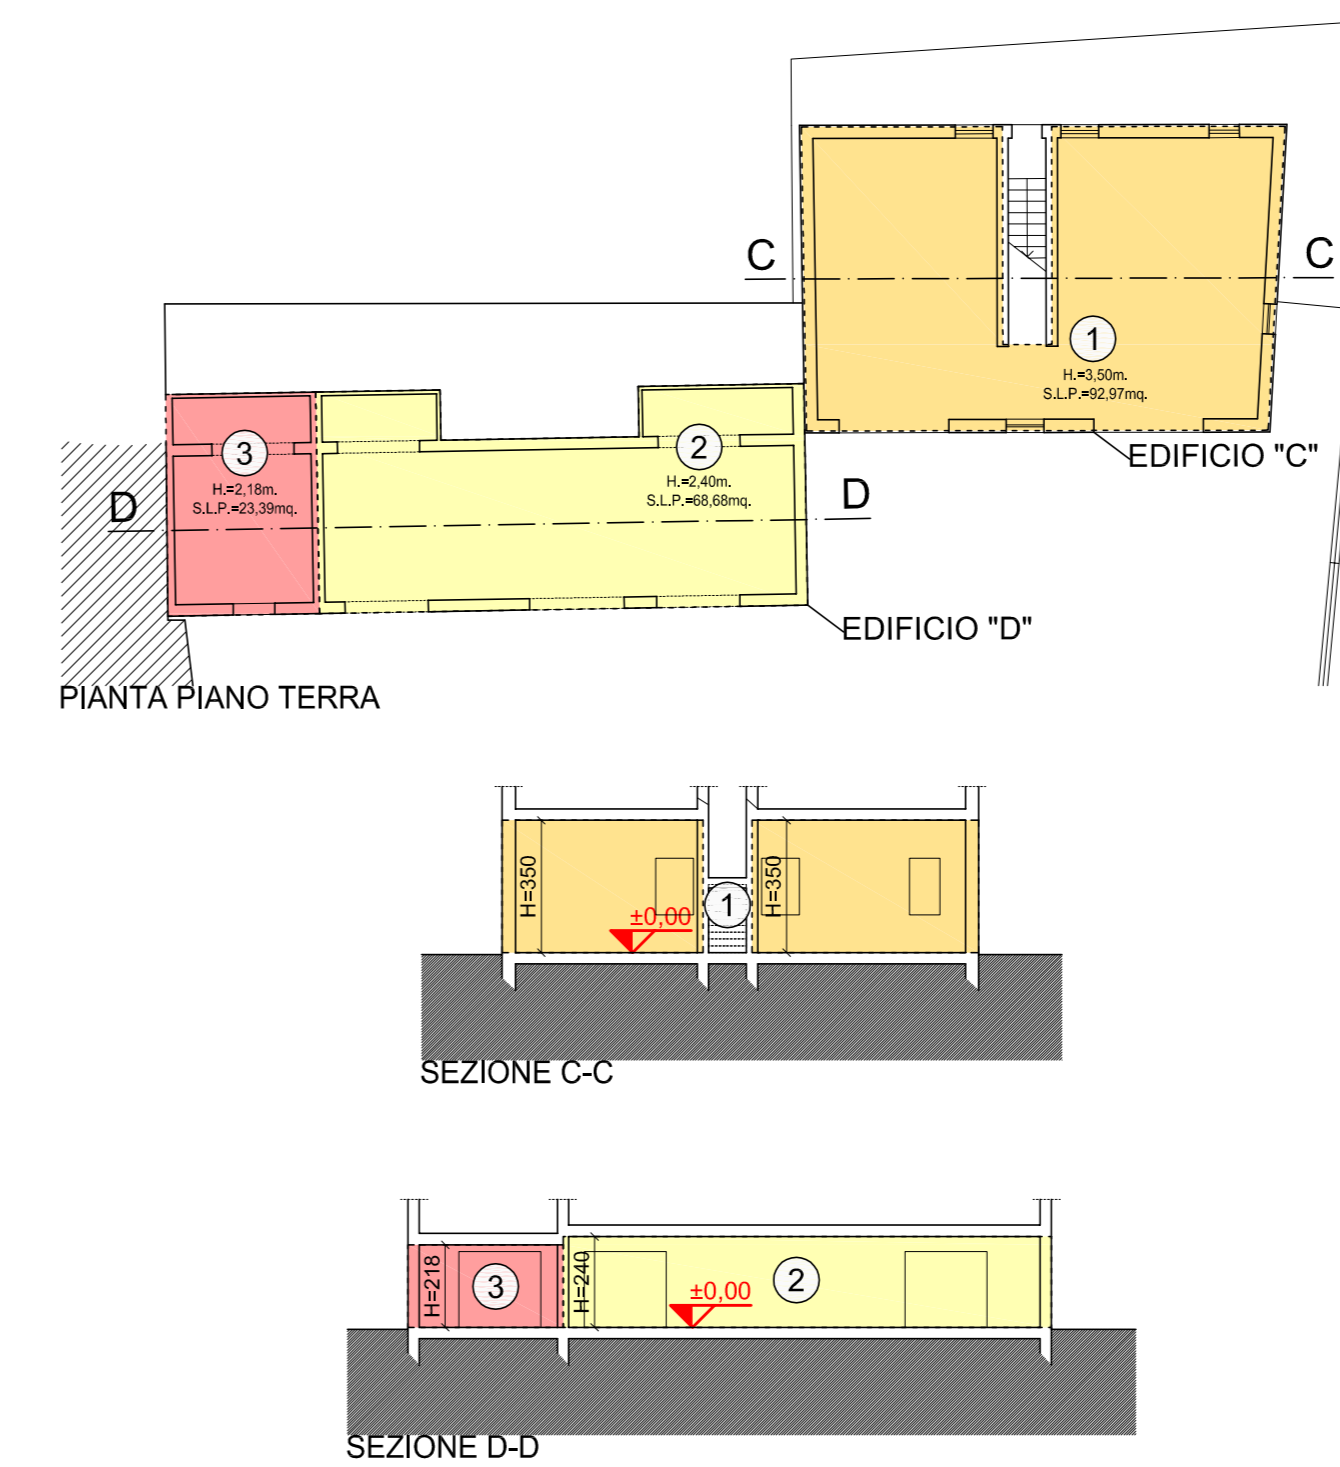 C
C
1
H.=3,50m.
S.L.P.=92,97mq.
EDIFICIO "C"
3
H.=2,18m.
S.L.P.=23,39mq.
2
H.=2,40m.
S.L.P.=68,68mq.
D
D
EDIFICIO "D"
PIANTA PIANO TERRA
H=350
±0,00
1
H=350
SEZIONE C-C
H=218
3
H=240
±0,00
2
SEZIONE D-D